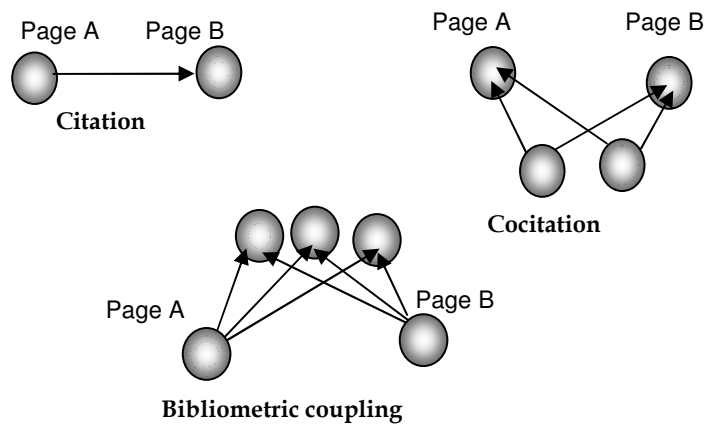 Page A Page B
Citation
Page A Page B
Cocitation
Page A Page B
Bibliometric coupling